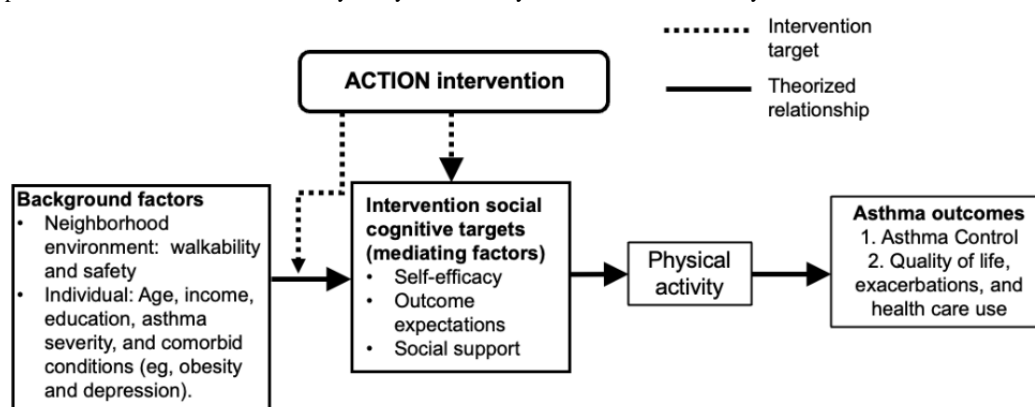 Intervention
target
ACTION intervention
Theorized
relationship
Background factors
• Neighborhood
environment: walkability
and safety
• Individual: Age, income,
education, asthma
severity, and comorbid
conditions (eg, obesity
and depression).
Intervention social
cognitive targets
(mediating factors)
• Self-efficacy
• Outcome
expectations
• Social support
Physical
activity
Asthma outcomes
1. Asthma Control
2. Quality of life,
exacerbations, and
health care use